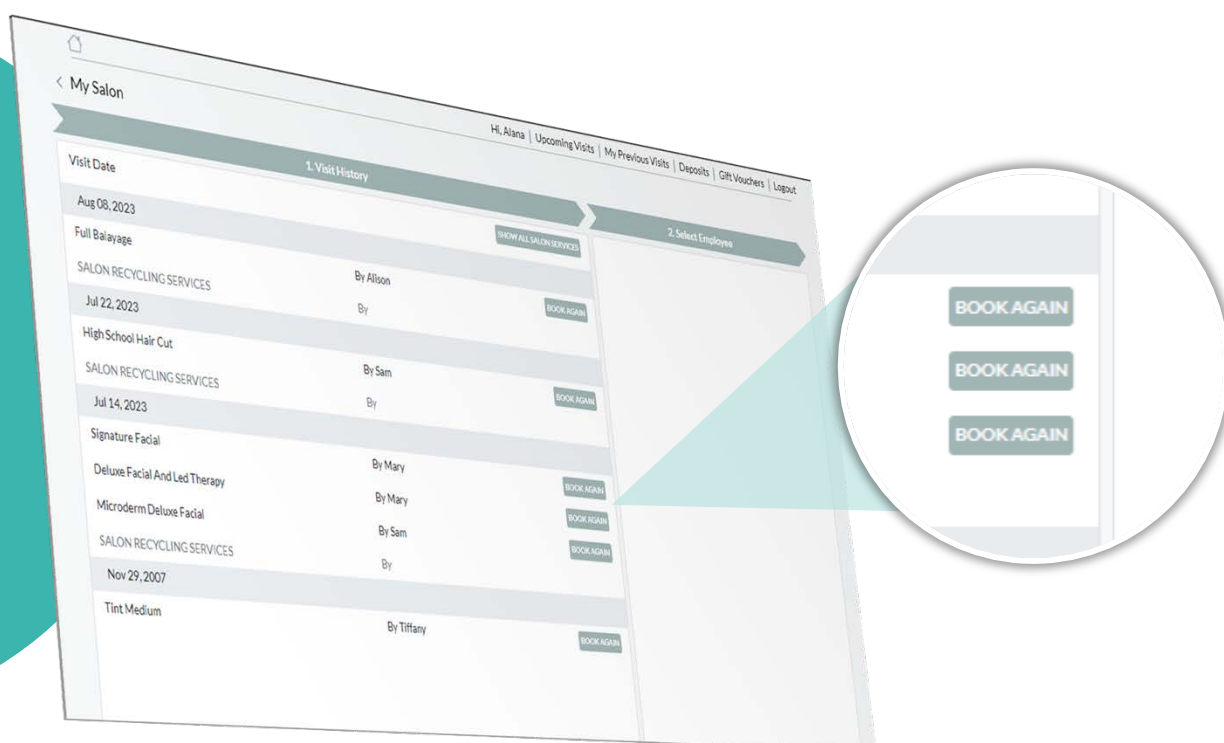 < My Salon
Hi, Alana | Upcoming Visits | My Previous Visits | Deposits | Gift Vouchers | Logout
1. Visit History
2. Select Employee
Visit Date
SHOW ALL SALON SERVICES
Aug 08, 2023
Full Balayage By Alison BOOK AGAIN
SALON RECYCLING SERVICES By
Jul 22, 2023
High School Hair Cut By Sam BOOK AGAIN
SALON RECYCLING SERVICES By
Jul 14, 2023
Signature Facial By Mary BOOK AGAIN
Deluxe Facial And Led Therapy By Mary BOOK AGAIN
Microderm Deluxe Facial By Sam BOOK AGAIN
SALON RECYCLING SERVICES By
Nov 29, 2007
Tint Medium By Tiffany BOOK AGAIN
BOOK AGAIN
BOOK AGAIN
BOOK AGAIN